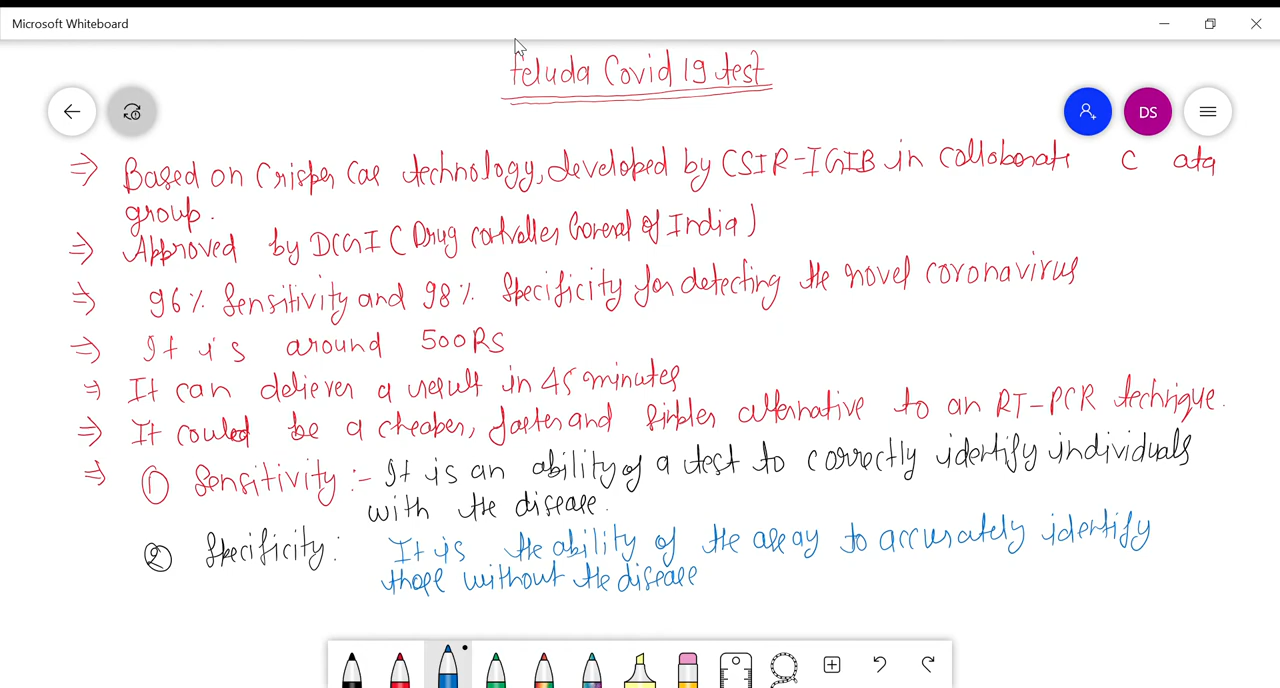 Microsoft Whiteboard
Feluda Covid 19 test
DS
⇒ Based on Crisper Cas technology, developed by CSIR-IGIB in collaborate c ata
group.
⇒ Approved by DCGI (Drug controller General of India)
⇒ 96% Sensitivity and 98% Specificity for detecting the novel coronavirus
⇒ It is around 500RS
⇒ It can deliever a result in 45 minutes
⇒ It could be a cheaper, faster and simpler alternative to an RT-PCR technique.
⇒ ① Sensitivity :- It is an ability of a test to correctly identify individuals
with the disease.
② Specificity: It is the ability of the assay to accurately identify
those without the disease